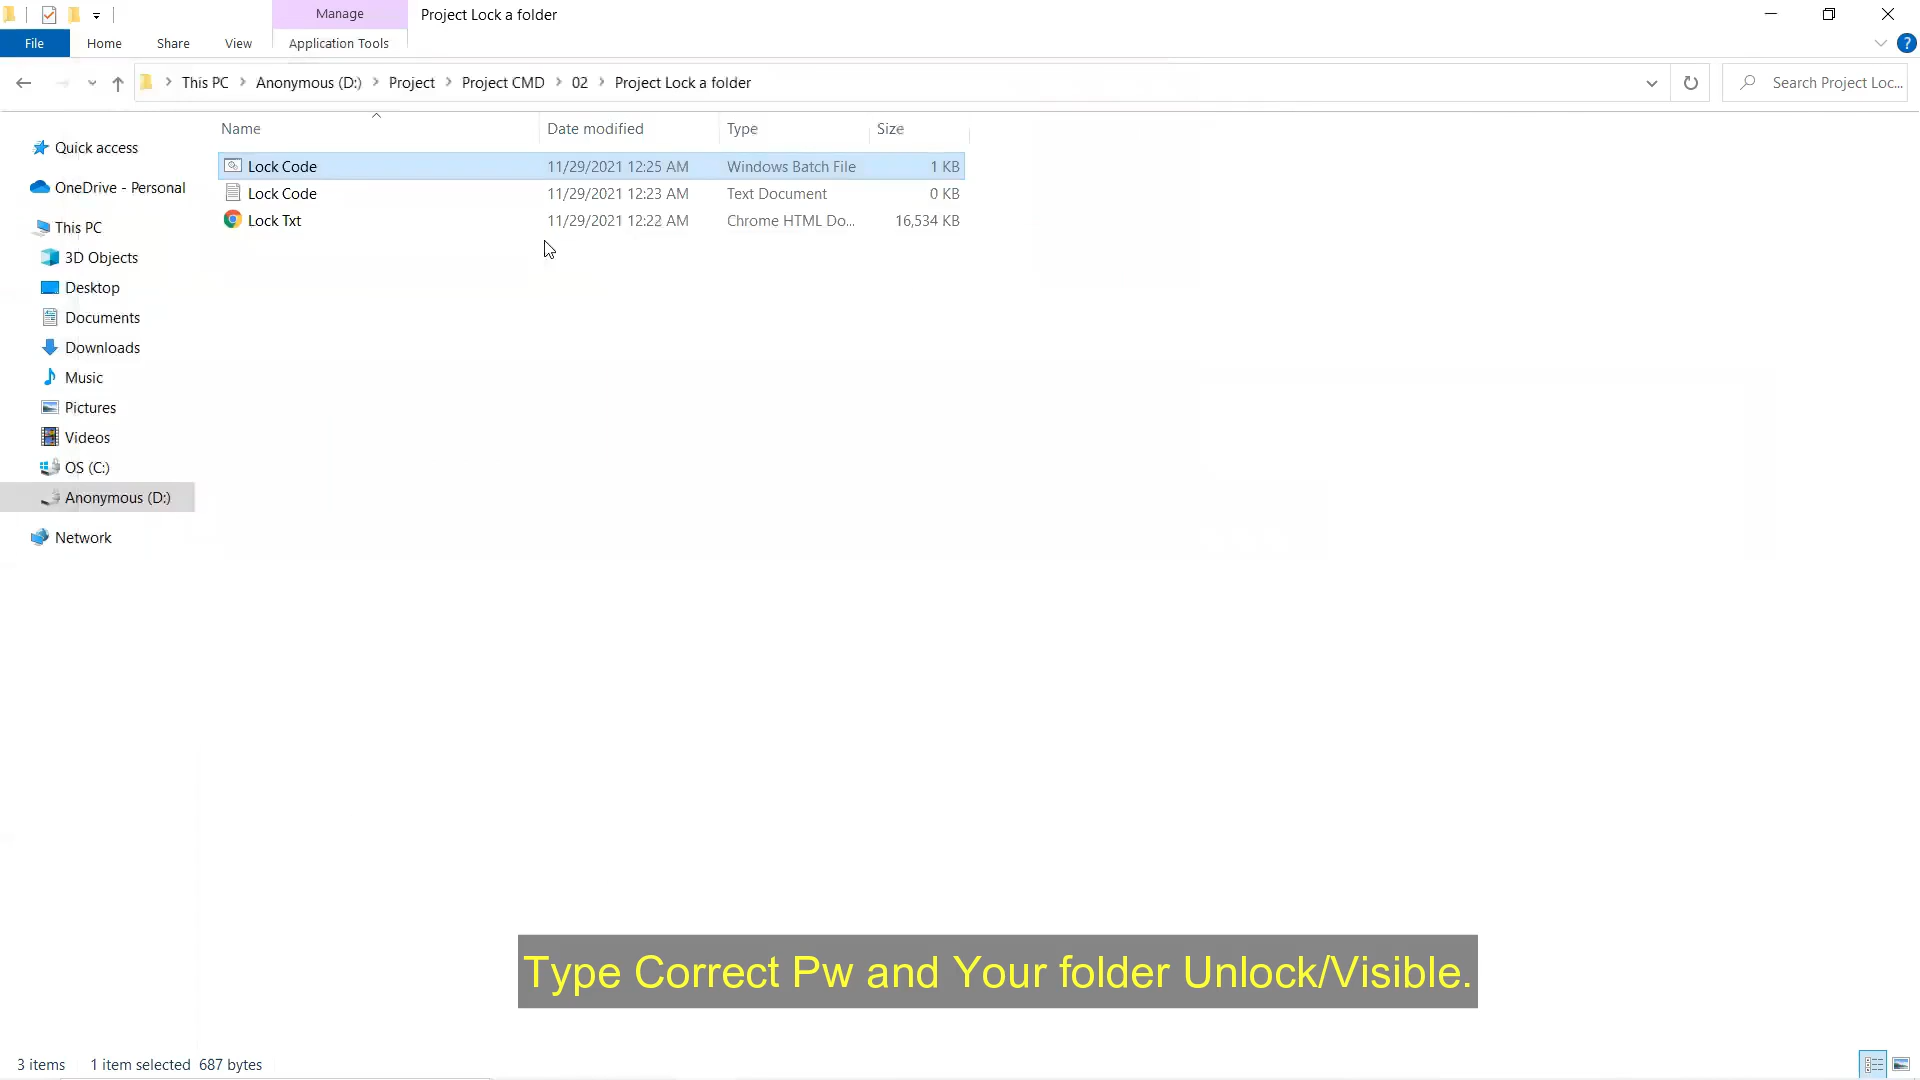 Manage
Project Lock a folder
File
Home
Share
View
Application Tools
?
This PC
Anonymous (D:)
Project
Project CMD
02
Project Lock a folder
Search Project Loc...
Name
Date modified
Type
Size
Lock Code
11/29/2021 12:25 AM
Windows Batch File
1 KB
Lock Code
11/29/2021 12:23 AM
Text Document
0 KB
Lock Txt
11/29/2021 12:22 AM
Chrome HTML Do...
16,534 KB
Quick access
OneDrive - Personal
This PC
3D Objects
Desktop
Documents
Downloads
Music
Pictures
Videos
OS (C:)
Anonymous (D:)
Network
Type Correct Pw and Your folder Unlock/Visible.
3 items
1 item selected 687 bytes